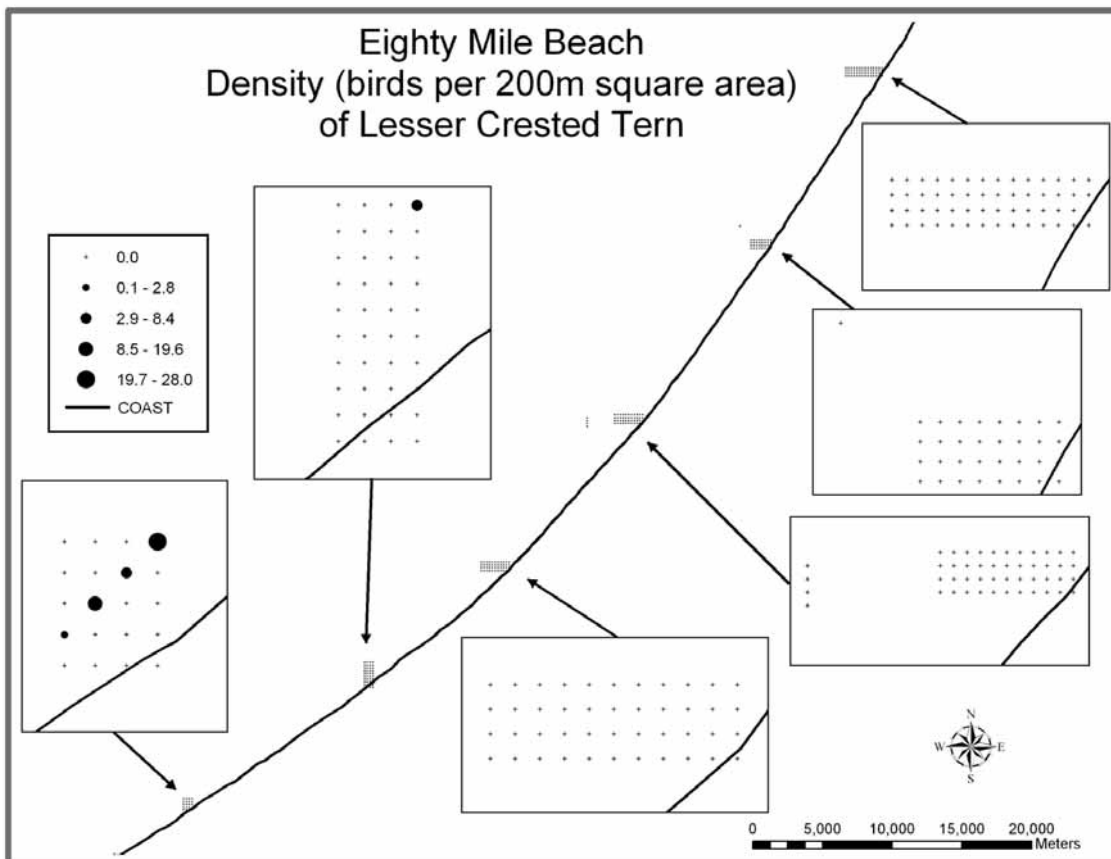 Eighty Mile Beach
Density (birds per 200m square area)
of Lesser Crested Tern
0.0
0.1 - 2.8
2.9 - 8.4
8.5 - 19.6
19.7 - 28.0
COAST
N
W E
S
0 5,000 10,000 15,000 20,000
Meters